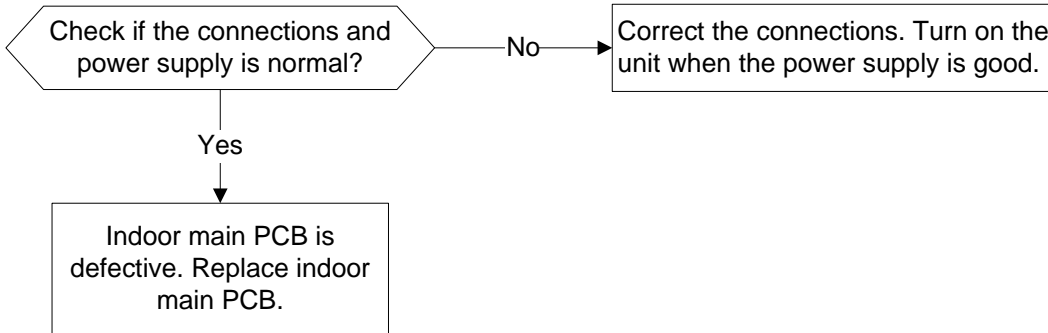 Check if the connections and
power supply is normal?
No
Correct the connections. Turn on the
unit when the power supply is good.
Yes
Indoor main PCB is
defective. Replace indoor
main PCB.